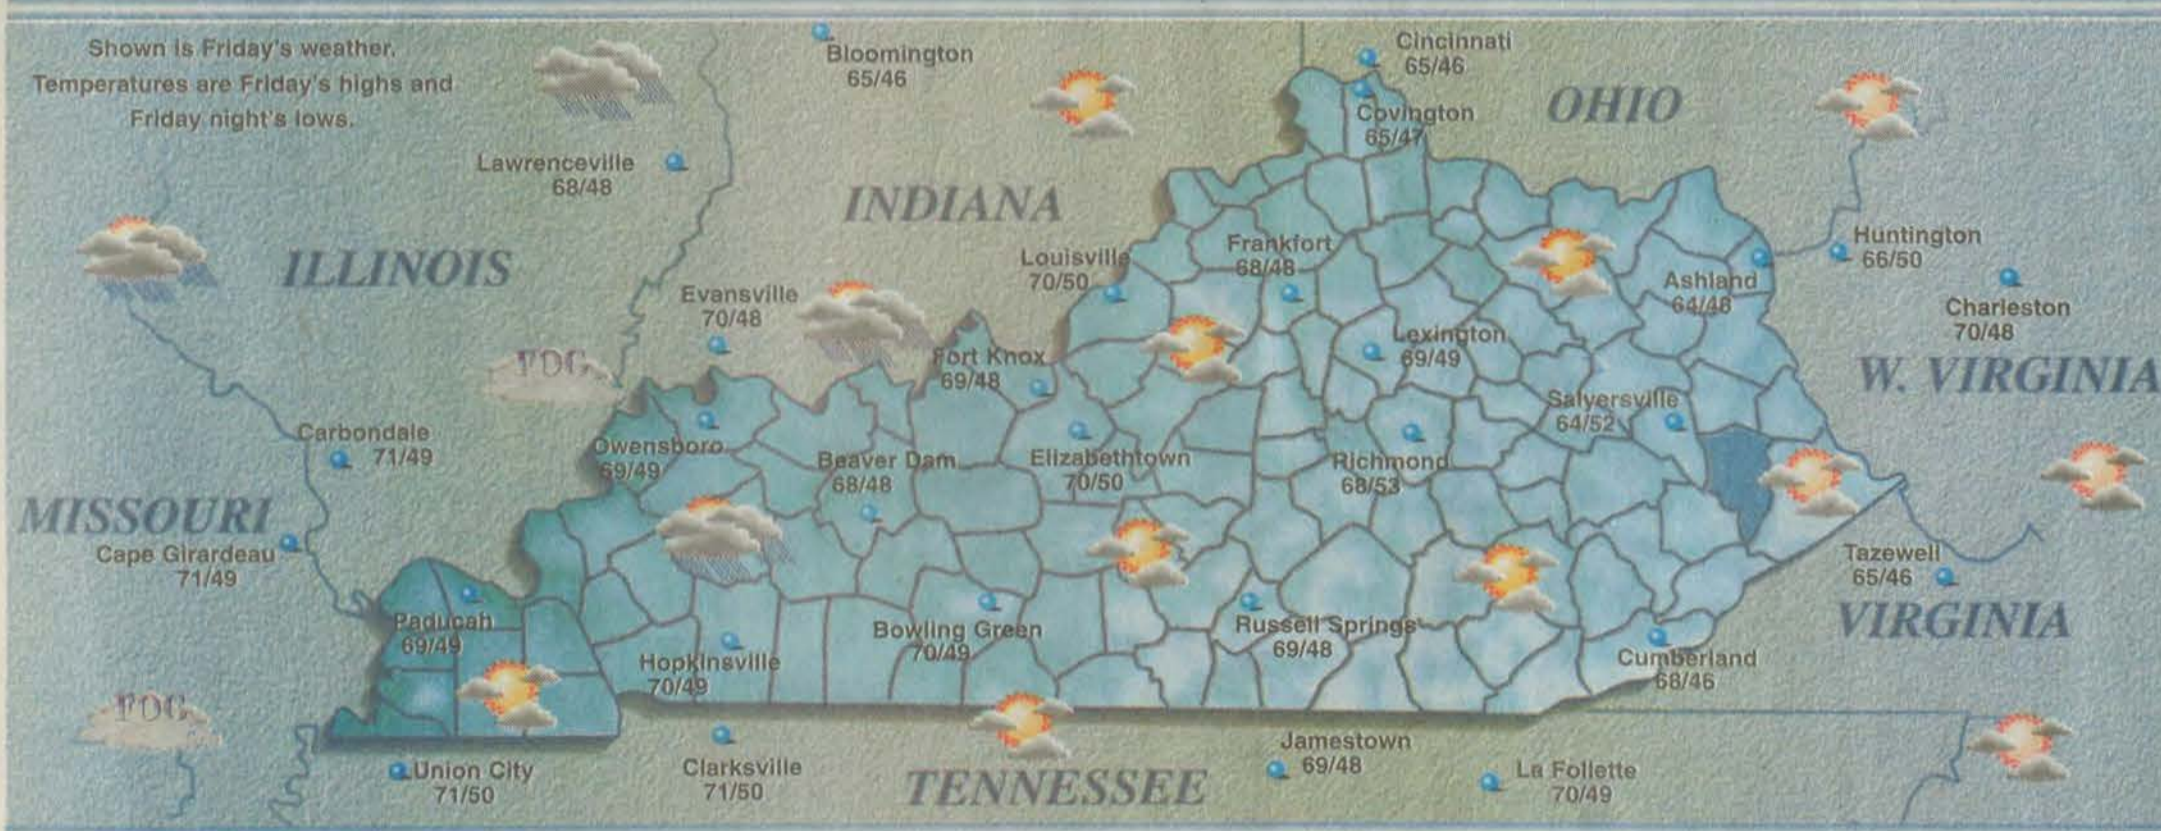 Shown is Friday's weather.
Temperatures are Friday's highs and
Friday night's lows.
Bloomington
65/46
Cincinnati
65/46
Covington
65/47
OHIO
Lawrenceville
68/48
INDIANA
ILLINOIS
Louisville
70/50
Frankfort
68/48
Huntington
66/50
Ashland
64/48
Charleston
70/48
Evansville
70/48
FOG
Fort Knox
69/48
Lexington
69/49
W. VIRGINIA
Salyersville
64/52
Carbondale
71/49
Owensboro
69/49
Beaver Dam
68/48
Elizabethtown
70/50
Richmond
68/53
MISSOURI
Cape Girardeau
71/49
Tazewell
65/46
VIRGINIA
Paducah
69/49
Bowling Green
70/49
Russell Springs
69/48
Hopkinsville
70/49
Cumberland
68/46
FOG
Union City
71/50
Clarksville
71/50
TENNESSEE
Jamestown
69/48
La Follette
70/49